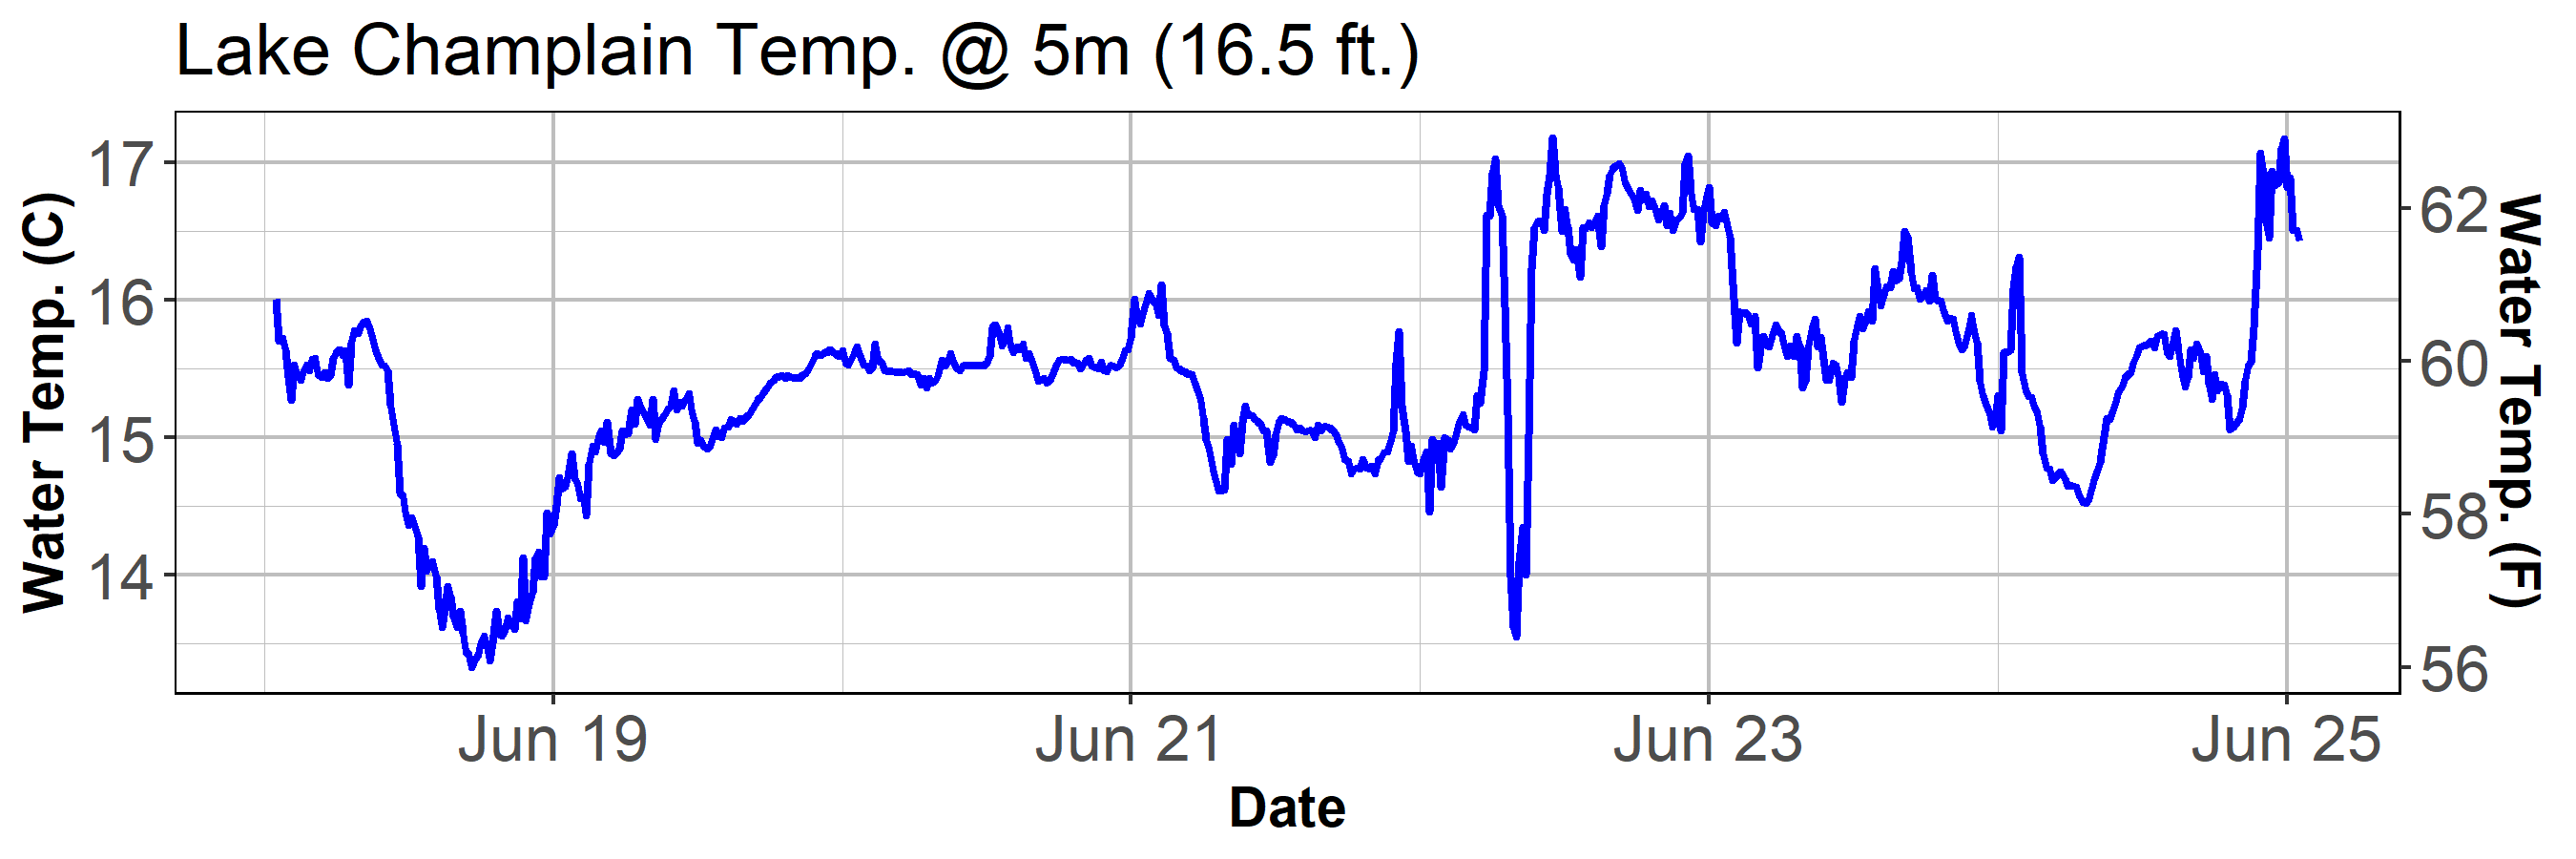 Lake Champlain Temp. @ 5m (16.5 ft.)
Water Temp. (C)
17
16
15
14
62
60
58
56
Water Temp. (F)
Jun 19
Jun 21
Jun 23
Jun 25
Date